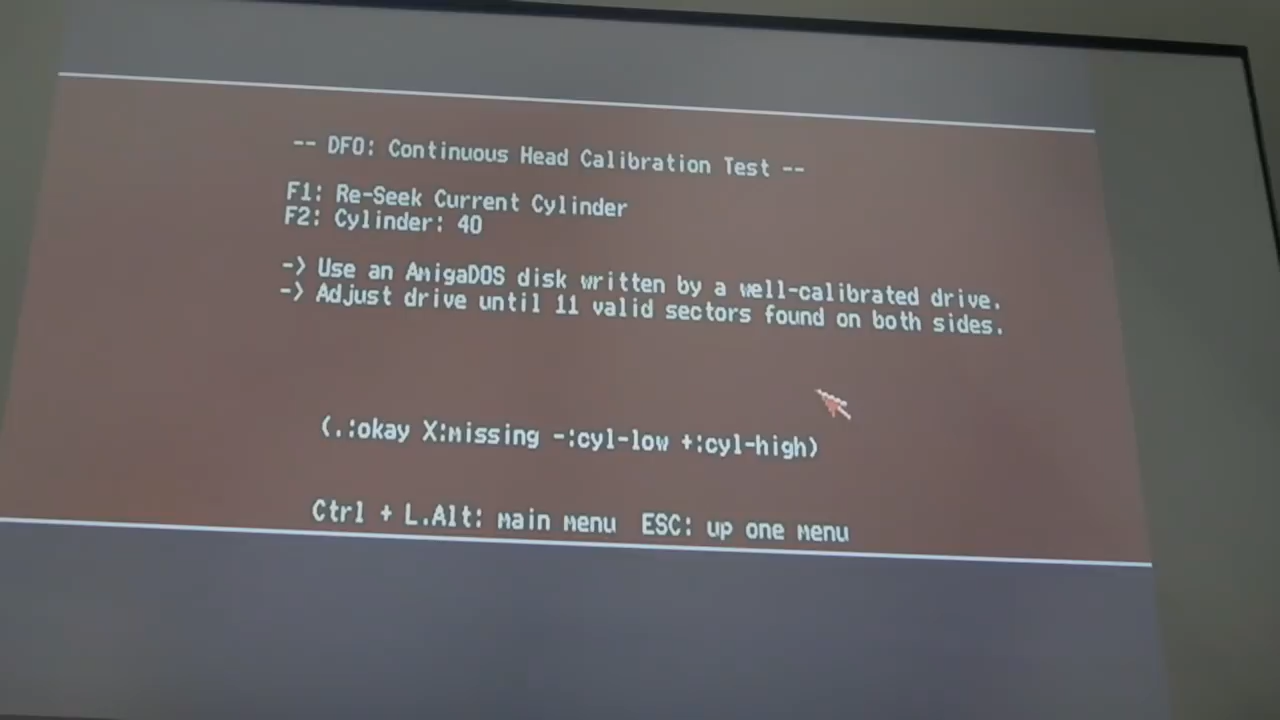 -- DF0: Continuous Head Calibration Test --
F1: Re-Seek Current Cylinder
F2: Cylinder: 40
-> Use an AmigaDOS disk written by a well-calibrated drive.
-> Adjust drive until 11 valid sectors found on both sides.
(.:okay X:missing -:cyl-low +:cyl-high)
Ctrl + L.Alt: main menu  ESC: up one menu